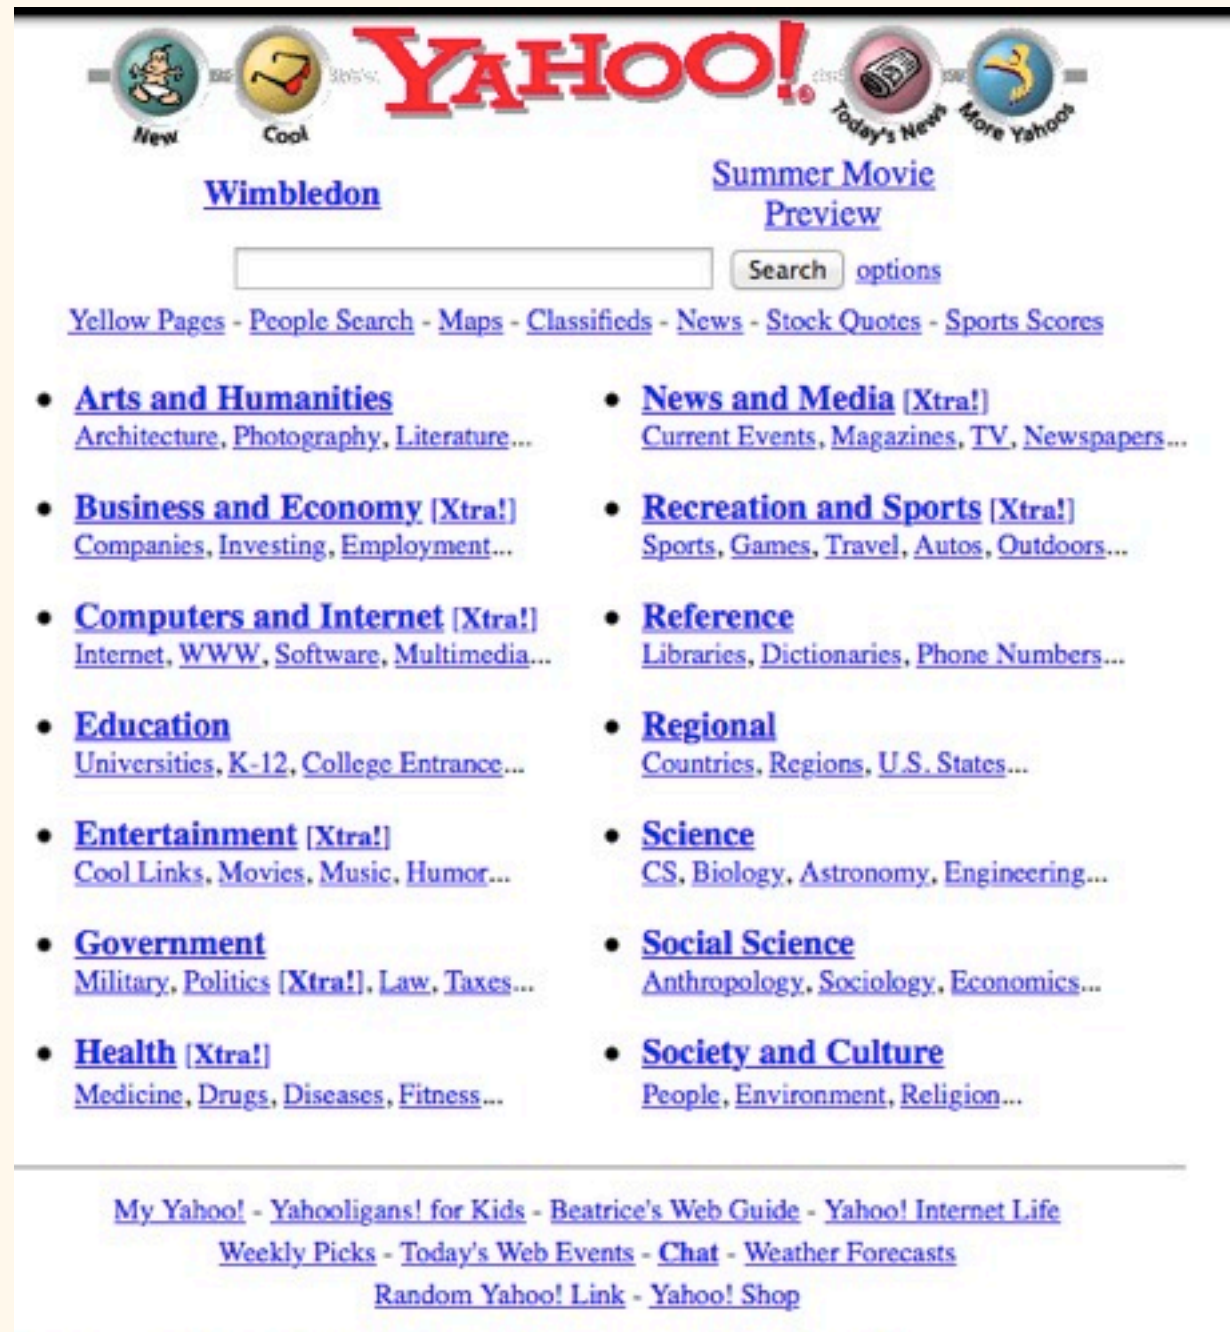 New Cool YAHOO! Today's News More Yahoos
Wimbledon
Summer Movie
Preview
Search options
Yellow Pages - People Search - Maps - Classifieds - News - Stock Quotes - Sports Scores
• Arts and Humanities
Architecture, Photography, Literature...
• Business and Economy [Xtra!]
Companies, Investing, Employment...
• Computers and Internet [Xtra!]
Internet, WWW, Software, Multimedia...
• Education
Universities, K-12, College Entrance...
• Entertainment [Xtra!]
Cool Links, Movies, Music, Humor...
• Government
Military, Politics [Xtra!], Law, Taxes...
• Health [Xtra!]
Medicine, Drugs, Diseases, Fitness...
• News and Media [Xtra!]
Current Events, Magazines, TV, Newspapers...
• Recreation and Sports [Xtra!]
Sports, Games, Travel, Autos, Outdoors...
• Reference
Libraries, Dictionaries, Phone Numbers...
• Regional
Countries, Regions, U.S. States...
• Science
CS, Biology, Astronomy, Engineering...
• Social Science
Anthropology, Sociology, Economics...
• Society and Culture
People, Environment, Religion...
My Yahoo! - Yahooligans! for Kids - Beatrice's Web Guide - Yahoo! Internet Life
Weekly Picks - Today's Web Events - Chat - Weather Forecasts
Random Yahoo! Link - Yahoo! Shop